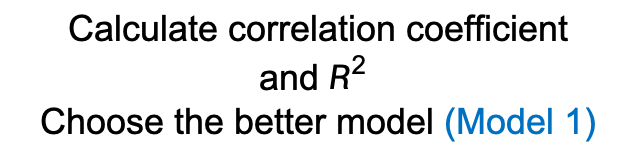 Calculate correlation coefficient
and R²
Choose the better model (Model 1)